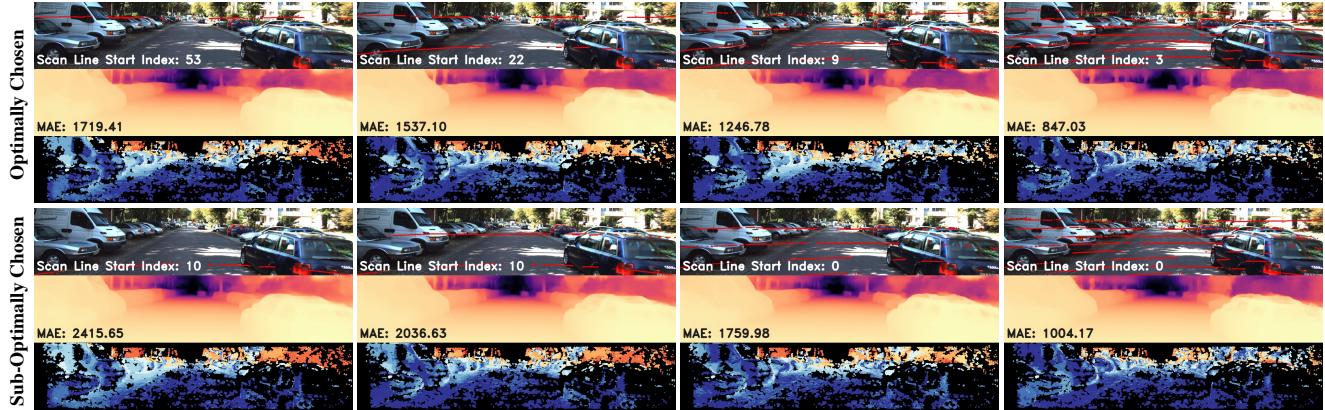 Optimally Chosen
Scan Line Start Index: 53
Scan Line Start Index: 22
Scan Line Start Index: 9
Scan Line Start Index: 3
MAE: 1719.41
MAE: 1537.10
MAE: 1246.78
MAE: 847.03
Sub-Optimally Chosen
Scan Line Start Index: 10
Scan Line Start Index: 10
Scan Line Start Index: 0
Scan Line Start Index: 0
MAE: 2415.65
MAE: 2036.63
MAE: 1759.98
MAE: 1004.17